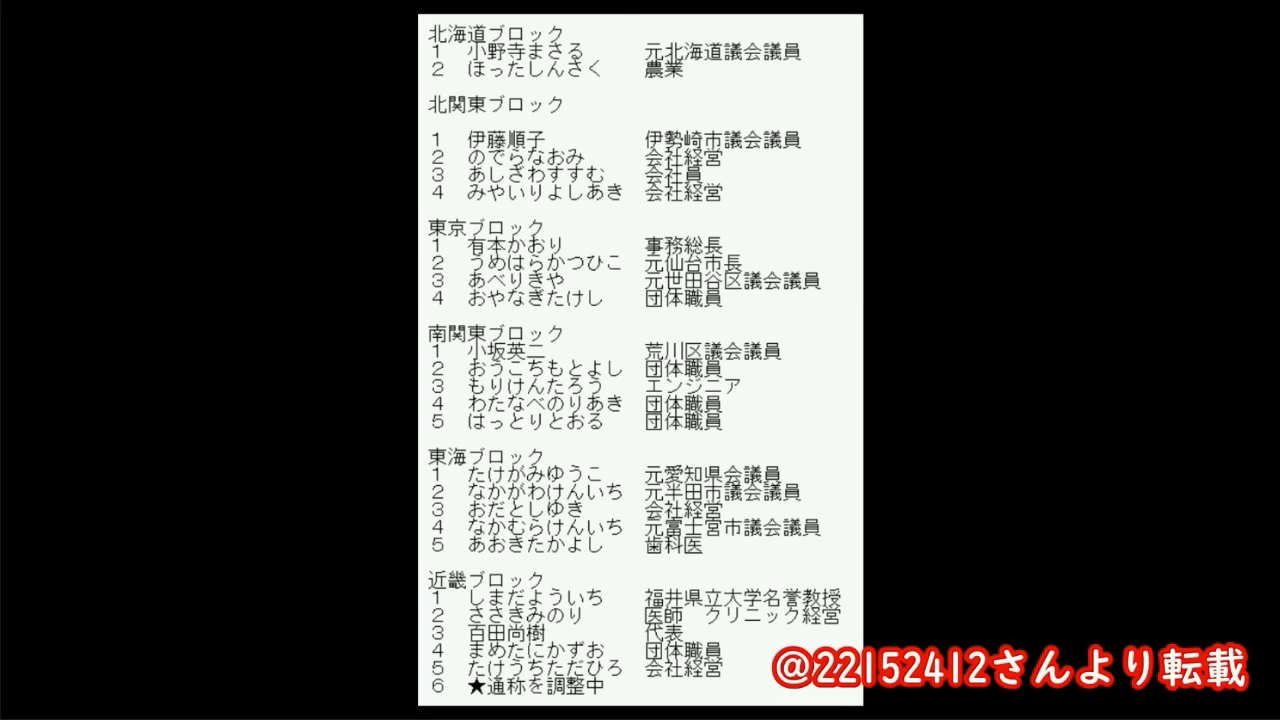 北海道ブロック
1 小野寺まさる 元北海道議会議員
2 ほったしんさく 農業
北関東ブロック
1 伊藤順子 伊勢崎市議会議員
2 のでらなおみ 会社経営
3 あしざわすすむ 会社員
4 みやいりよしあき 会社経営
東京ブロック
1 有本かおり 事務総長
2 うめはらかつひこ 元仙台市長
3 あべりきや 元世田谷区議会議員
4 おやなぎたけし 団体職員
南関東ブロック
1 小坂英二 荒川区議会議員
2 おうこちもとよし 団体職員
3 もりけんたろう エンジニア
4 わたなべのりあき 団体職員
5 はっとりとおる 団体職員
東海ブロック
1 たけがみゆうこ 元愛知県会議員
2 なかがわけんいち 元半田市議会議員
3 おだとしゆき 会社経営
4 なかむらけんいち 元富士宮市議会議員
5 あおきたかよし 歯科医
近畿ブロック
1 しまだよういち 福井県立大学名誉教授
2 ささきみのり 医師 クリニック経営
3 百田尚樹 代表
4 まめたにかずお 団体職員
5 たけうちただひろ 会社経営
6 ★通称を調整中
@22152412さんより転載